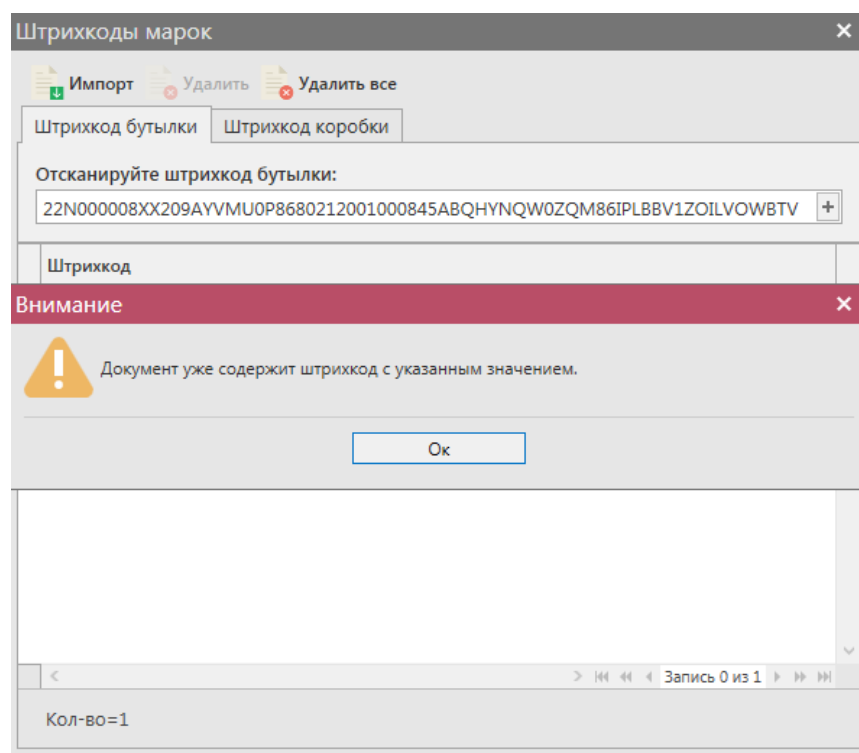 Штрихкоды марок
Импорт Удалить Удалить все
Штрихкод бутылки Штрихкод коробки
Отсканируйте штрихкод бутылки:
22N000008XX209AYVMU0P8680212001000845ABQHYNQW0ZQM86IPLBBV1ZOILVOWBTV
Штрихкод
Внимание
Документ уже содержит штрихкод с указанным значением.
Ок
Запись 0 из 1
Кол-во=1